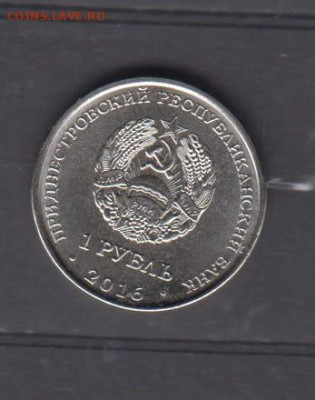 COINS.LAVE.RU
ПРИДНЕСТРОВСКИЙ РЕСПУБЛИКАНСКИЙ БАНК
1 РУБЛЬ
• 2016 •